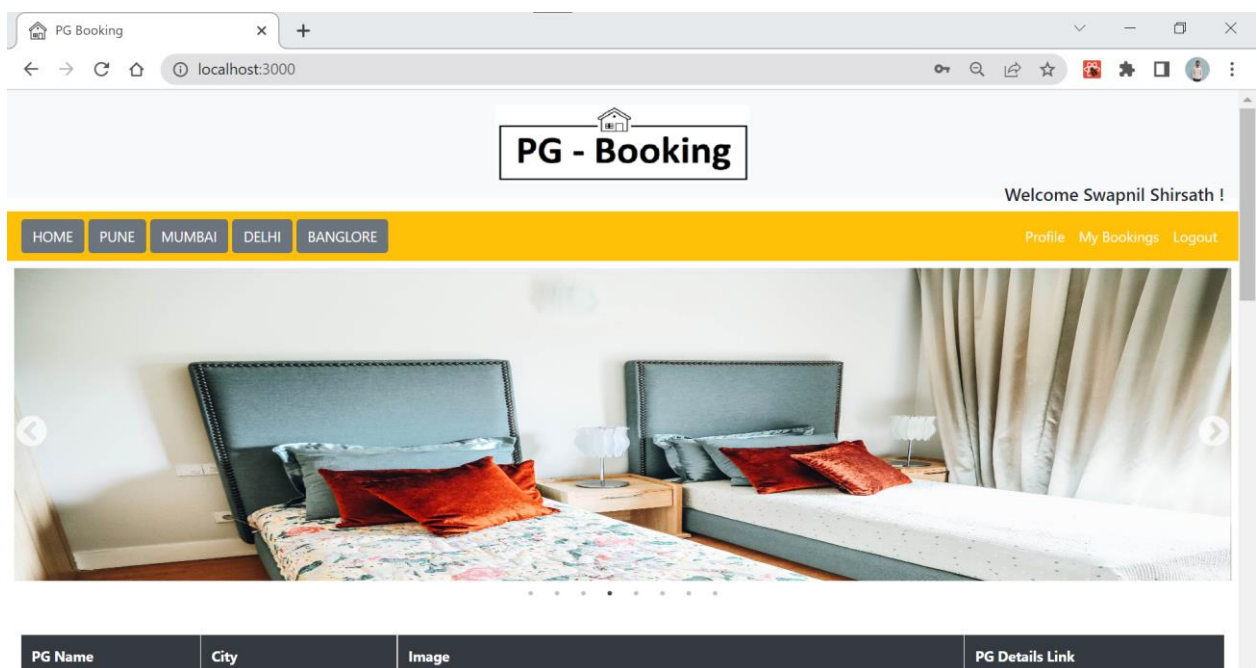 PG Booking
localhost:3000
PG - Booking
Welcome Swapnil Shirsath !
HOME PUNE MUMBAI DELHI BANGLORE Profile My Bookings Logout
PG Name City Image PG Details Link